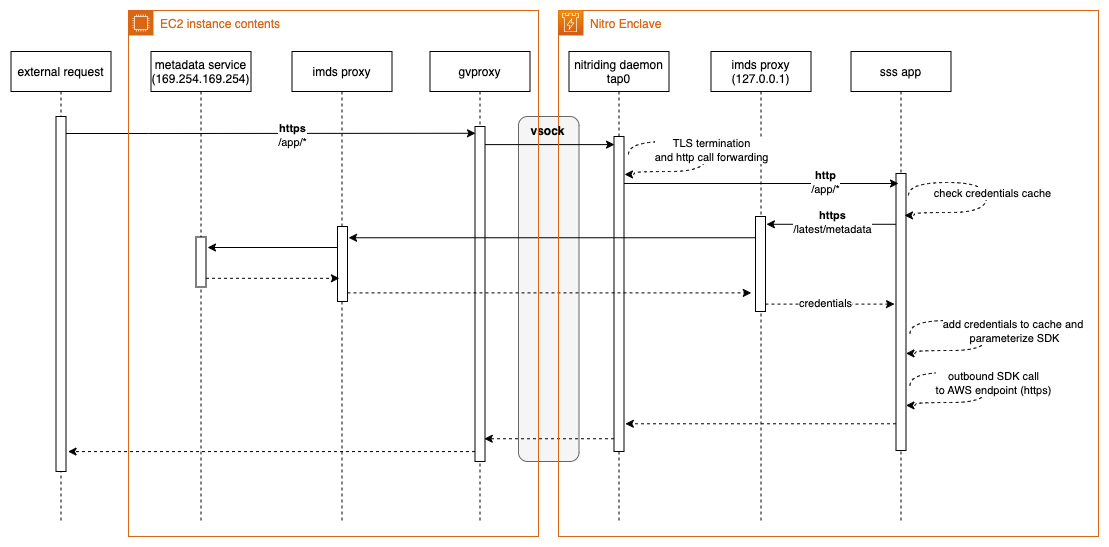 EC2 instance contents
Nitro Enclave
external request
metadata service
(169.254.169.254)
imds proxy
gvproxy
nitriding daemon
tap0
imds proxy
(127.0.0.1)
sss app
https
/app/*
vsock
TLS termination
and http call forwarding
http
/app/*
check credentials cache
https
/latest/metadata
credentials
add credentials to cache and
parameterize SDK
outbound SDK call
to AWS endpoint (https)